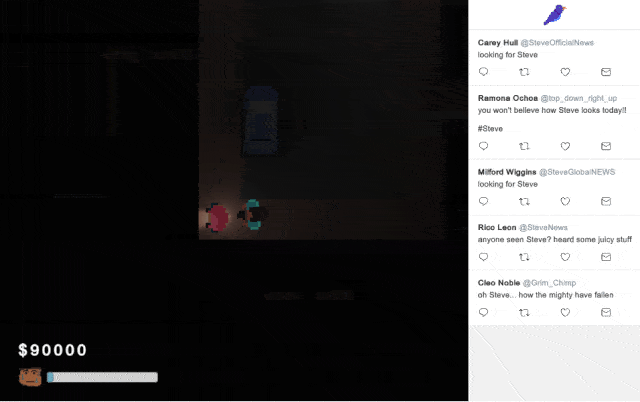 Carey Hull @SteveOfficialNews
looking for Steve
Ramona Ochoa @top_down_right_up
you won't believe how Steve looks today!!
#Steve
Milford Wiggins @SteveGlobalNEWS
looking for Steve
Rico Leon @SteveNews
anyone seen Steve? heard some juicy stuff
Cleo Noble @Grim_Chimp
oh Steve... how the mighty have fallen
$90000